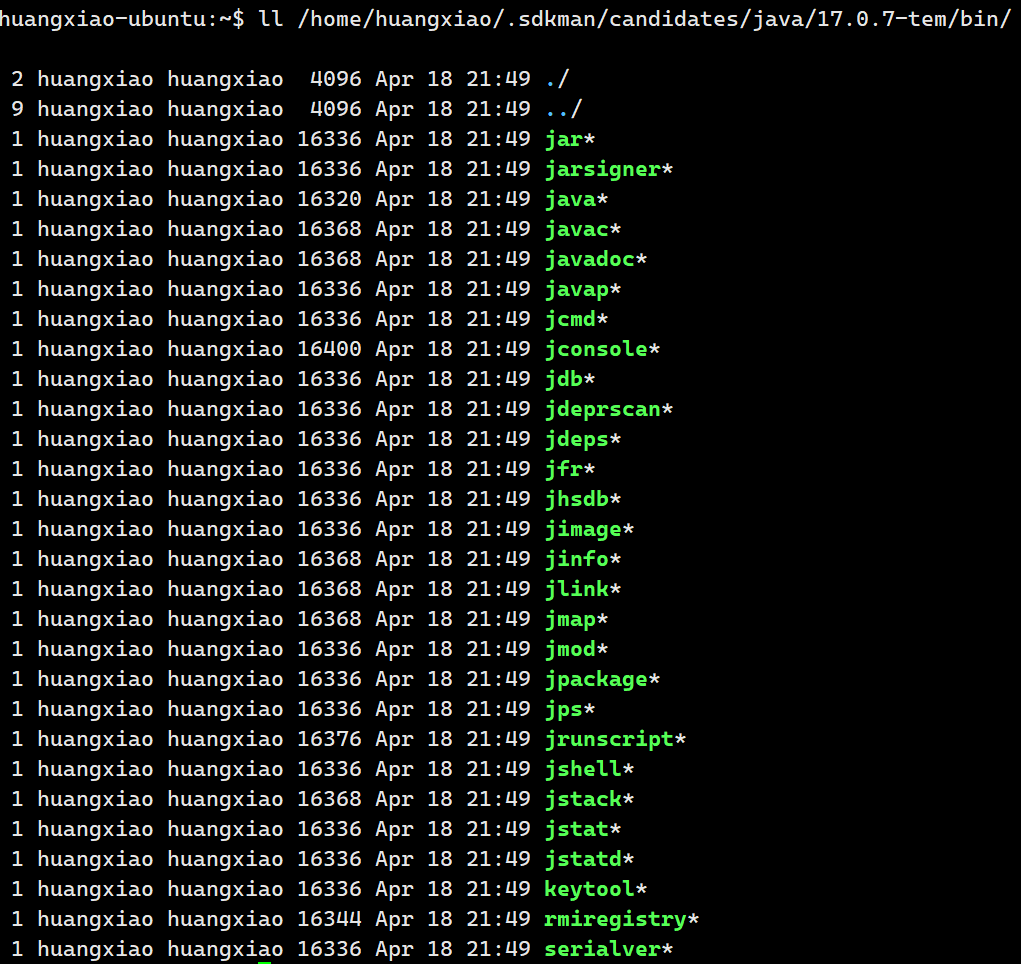 huangxiao-ubuntu:~$ ll /home/huangxiao/.sdkman/candidates/java/17.0.7-tem/bin/
2 huangxiao huangxiao  4096 Apr 18 21:49 ./
9 huangxiao huangxiao  4096 Apr 18 21:49 ../
1 huangxiao huangxiao 16336 Apr 18 21:49 jar*
1 huangxiao huangxiao 16336 Apr 18 21:49 jarsigner*
1 huangxiao huangxiao 16320 Apr 18 21:49 java*
1 huangxiao huangxiao 16368 Apr 18 21:49 javac*
1 huangxiao huangxiao 16368 Apr 18 21:49 javadoc*
1 huangxiao huangxiao 16336 Apr 18 21:49 javap*
1 huangxiao huangxiao 16336 Apr 18 21:49 jcmd*
1 huangxiao huangxiao 16400 Apr 18 21:49 jconsole*
1 huangxiao huangxiao 16336 Apr 18 21:49 jdb*
1 huangxiao huangxiao 16336 Apr 18 21:49 jdeprscan*
1 huangxiao huangxiao 16336 Apr 18 21:49 jdeps*
1 huangxiao huangxiao 16336 Apr 18 21:49 jfr*
1 huangxiao huangxiao 16336 Apr 18 21:49 jhsdb*
1 huangxiao huangxiao 16336 Apr 18 21:49 jimage*
1 huangxiao huangxiao 16368 Apr 18 21:49 jinfo*
1 huangxiao huangxiao 16368 Apr 18 21:49 jlink*
1 huangxiao huangxiao 16368 Apr 18 21:49 jmap*
1 huangxiao huangxiao 16336 Apr 18 21:49 jmod*
1 huangxiao huangxiao 16336 Apr 18 21:49 jpackage*
1 huangxiao huangxiao 16336 Apr 18 21:49 jps*
1 huangxiao huangxiao 16376 Apr 18 21:49 jrunscript*
1 huangxiao huangxiao 16336 Apr 18 21:49 jshell*
1 huangxiao huangxiao 16368 Apr 18 21:49 jstack*
1 huangxiao huangxiao 16336 Apr 18 21:49 jstat*
1 huangxiao huangxiao 16336 Apr 18 21:49 jstatd*
1 huangxiao huangxiao 16336 Apr 18 21:49 keytool*
1 huangxiao huangxiao 16344 Apr 18 21:49 rmiregistry*
1 huangxiao huangxiao 16336 Apr 18 21:49 serialver*